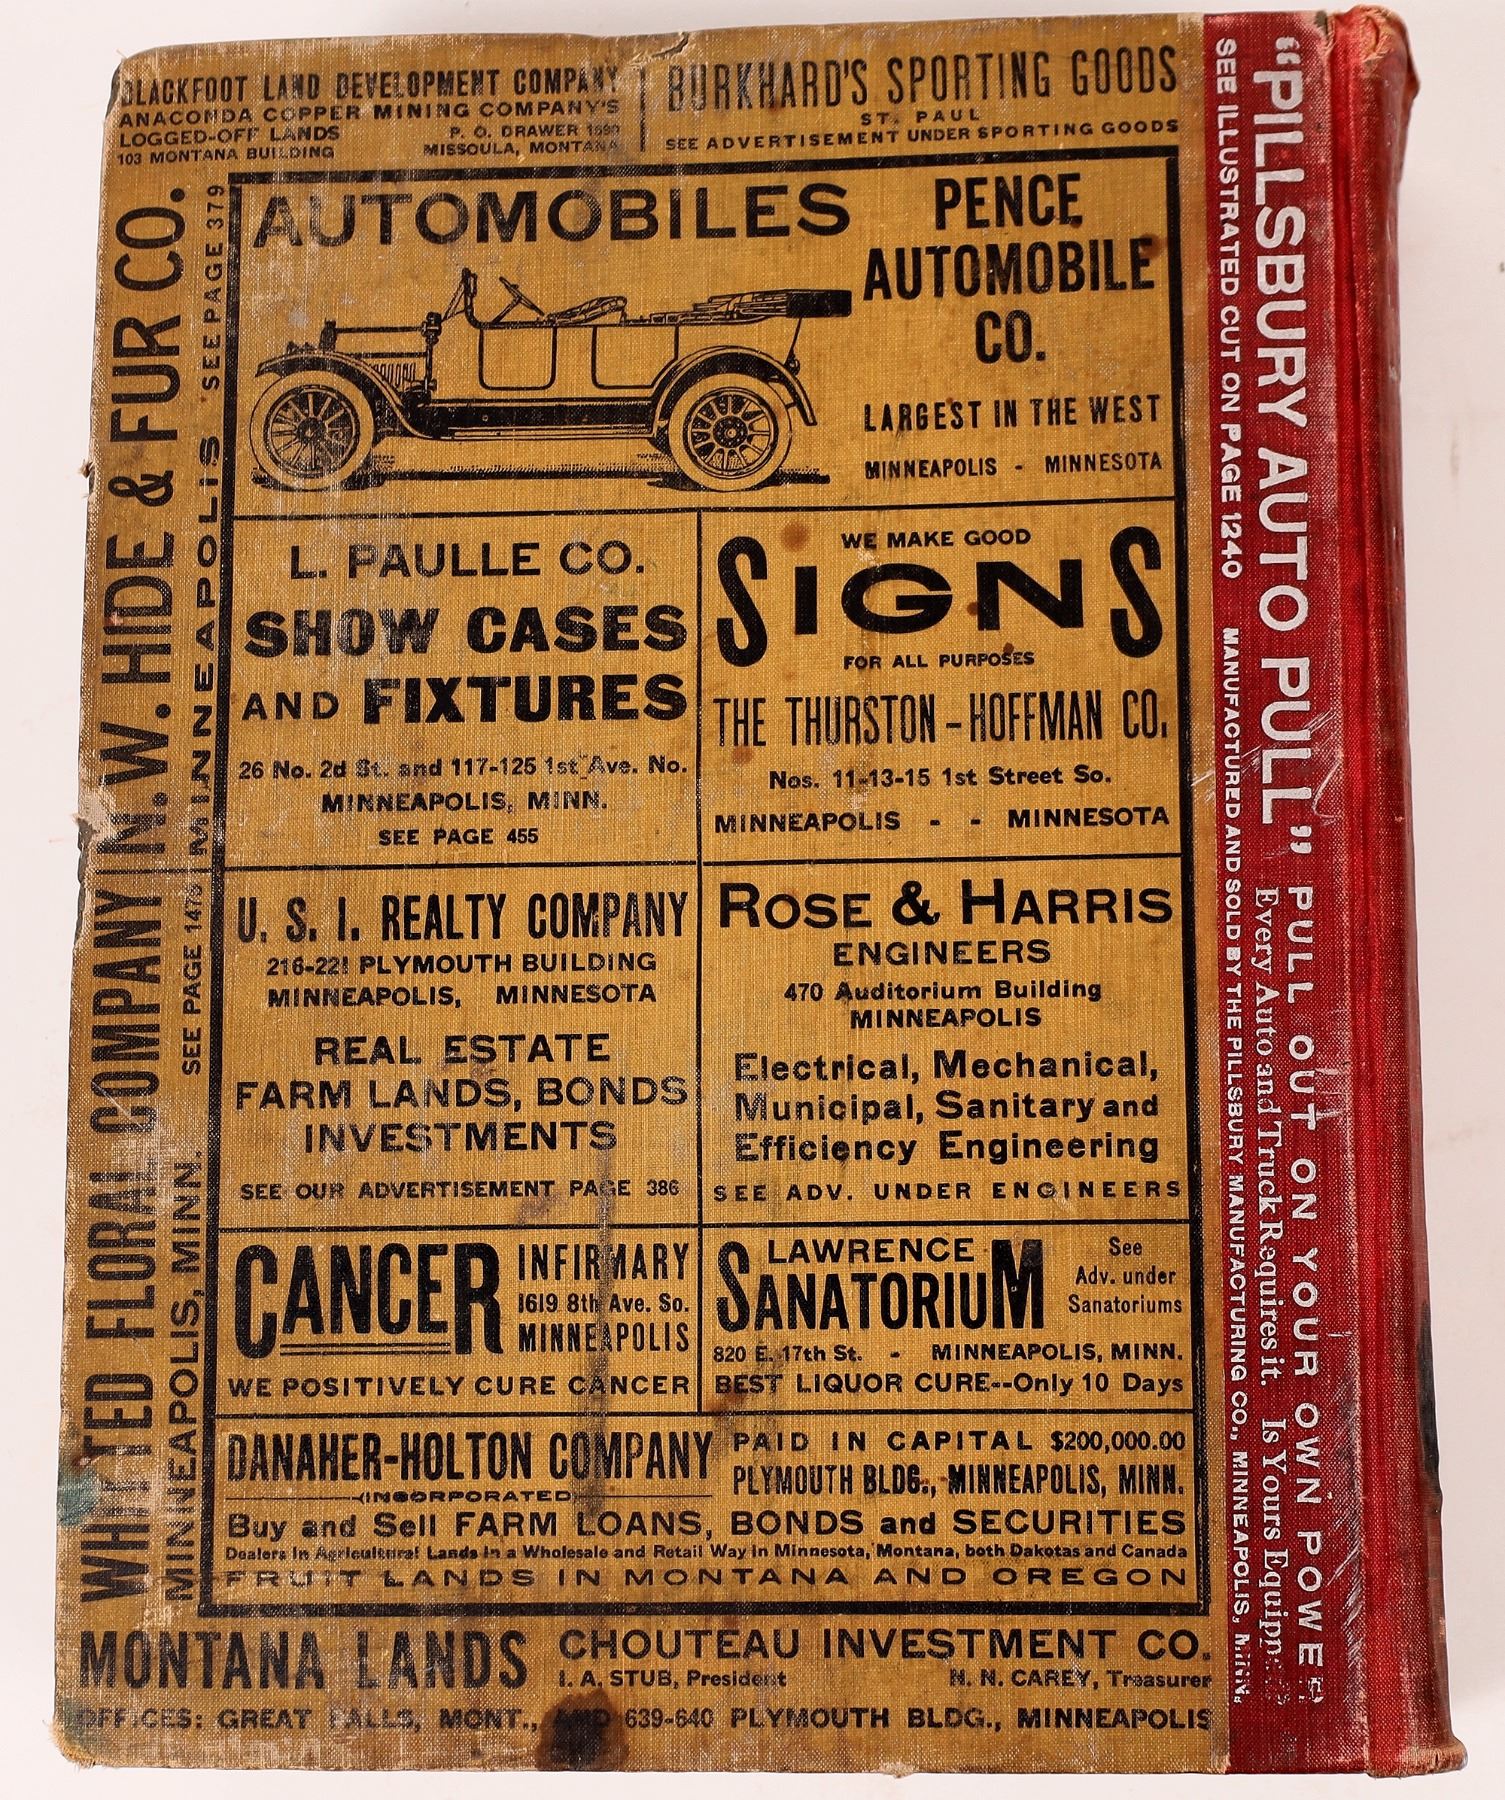 BLACKFOOT LAND DEVELOPMENT COMPANY
ANACONDA COPPER MINING COMPANY'S
LOGGED-OFF LANDS P. O. DRAWER 1590
103 MONTANA BUILDING MISSOULA, MONTANA
BURKHARD'S SPORTING GOODS
ST. PAUL
SEE ADVERTISEMENT UNDER SPORTING GOODS
N.W. HIDE & FUR CO.
MINNEAPOLIS SEE PAGE 379
WHITTED FLORAL COMPANY
MINNEAPOLIS, MINN. SEE PAGE
AUTOMOBILES
PENCE
AUTOMOBILE
CO.
LARGEST IN THE WEST
MINNEAPOLIS - MINNESOTA
L. PAULLE CO.
SHOW CASES
AND FIXTURES
26 No. 2d St. and 117-125 1st Ave. No.
MINNEAPOLIS, MINN.
SEE PAGE 455
WE MAKE GOOD
SIGNS
FOR ALL PURPOSES
THE THURSTON-HOFFMAN CO.
Nos. 11-13-15 1st Street So.
MINNEAPOLIS - - MINNESOTA
U. S. I. REALTY COMPANY
216-221 PLYMOUTH BUILDING
MINNEAPOLIS, MINNESOTA
REAL ESTATE
FARM LANDS, BONDS
INVESTMENTS
SEE OUR ADVERTISEMENT PAGE 386
ROSE & HARRIS
ENGINEERS
470 Auditorium Building
MINNEAPOLIS
Electrical, Mechanical,
Municipal, Sanitary and
Efficiency Engineering
SEE ADV. UNDER ENGINEERS
CANCER
INFIRMARY
1619 8th Ave. So.
MINNEAPOLIS
WE POSITIVELY CURE CANCER
LAWRENCE
SANATORIUM
See
Adv. under
Sanatoriums
820 E. 17th St. - MINNEAPOLIS, MINN.
BEST LIQUOR CURE--Only 10 Days
DANAHER-HOLTON COMPANY
(INCORPORATED)
PAID IN CAPITAL $200,000.00
PLYMOUTH BLDG., MINNEAPOLIS, MINN.
Buy and Sell FARM LOANS, BONDS and SECURITIES
Dealers in Agricultural Lands in a Wholesale and Retail Way in Minnesota, Montana, both Dakotas and Canada
FRUIT LANDS IN MONTANA AND OREGON
MONTANA LANDS
CHOUTEAU INVESTMENT CO.
I. A. STUB, President N. N. CAREY, Treasurer
OFFICES: GREAT FALLS, MONT., AND 639-640 PLYMOUTH BLDG., MINNEAPOLIS
"PILLSBURY AUTO PULL" PULL OUT ON YOUR OWN POWER
Every Auto and Truck Requires it. Is Yours
SEE ILLUSTRATED CUT ON PAGE 1240 MANUFACTURED AND SOLD BY THE PILLSBURY MANUFACTURING CO., MINNEAPOLIS, MINN.